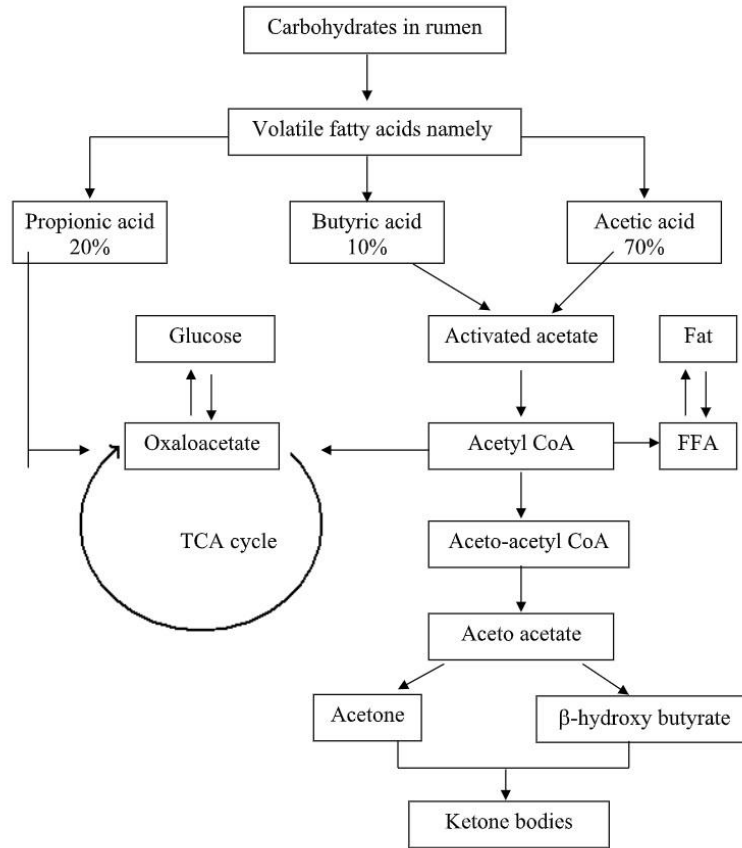 Carbohydrates in rumen
Volatile fatty acids namely
Propionic acid
20%
Butyric acid
10%
Acetic acid
70%
Glucose
Activated acetate
Fat
Oxaloacetate
Acetyl CoA
FFA
TCA cycle
Aceto-acetyl CoA
Aceto acetate
Acetone
β-hydroxy butyrate
Ketone bodies